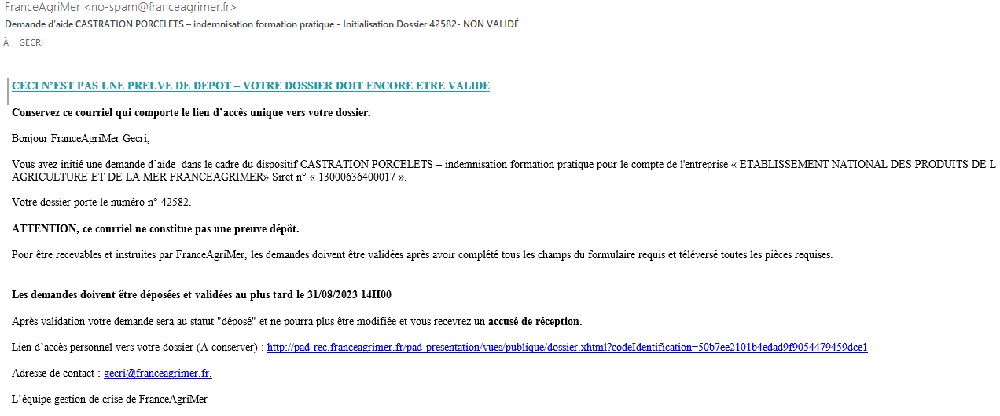 FranceAgriMer <no-spam@franceagrimer.fr>
Demande d'aide CASTRATION PORCELETS – indemnisation formation pratique - Initialisation Dossier 42582- NON VALIDÉ
À GECRI
CECI N'EST PAS UNE PREUVE DE DEPOT – VOTRE DOSSIER DOIT ENCORE ETRE VALIDE
Conservez ce courriel qui comporte le lien d'accès unique vers votre dossier.
Bonjour FranceAgriMer Gecri,
Vous avez initié une demande d'aide dans le cadre du dispositif CASTRATION PORCELETS – indemnisation formation pratique pour le compte de l'entreprise « ETABLISSEMENT NATIONAL DES PRODUITS DE L
AGRICULTURE ET DE LA MER FRANCEAGRIMER» Siret n° « 13000636400017 ».
Votre dossier porte le numéro n° 42582.
ATTENTION, ce courriel ne constitue pas une preuve dépôt.
Pour être recevables et instruites par FranceAgriMer, les demandes doivent être validées après avoir complété tous les champs du formulaire requis et téléversé toutes les pièces requises.
Les demandes doivent être déposées et validées au plus tard le 31/08/2023 14H00
Après validation votre demande sera au statut "déposé" et ne pourra plus être modifiée et vous recevrez un accusé de réception.
Lien d'accès personnel vers votre dossier (A conserver) : http://pad-rec.franceagrimer.fr/pad-presentation/vues/publique/dossier.xhtml?codeIdentification=50b7ee2101b4edad9f9054479459dce1
Adresse de contact : gecri@franceagrimer.fr.
L'équipe gestion de crise de FranceAgriMer